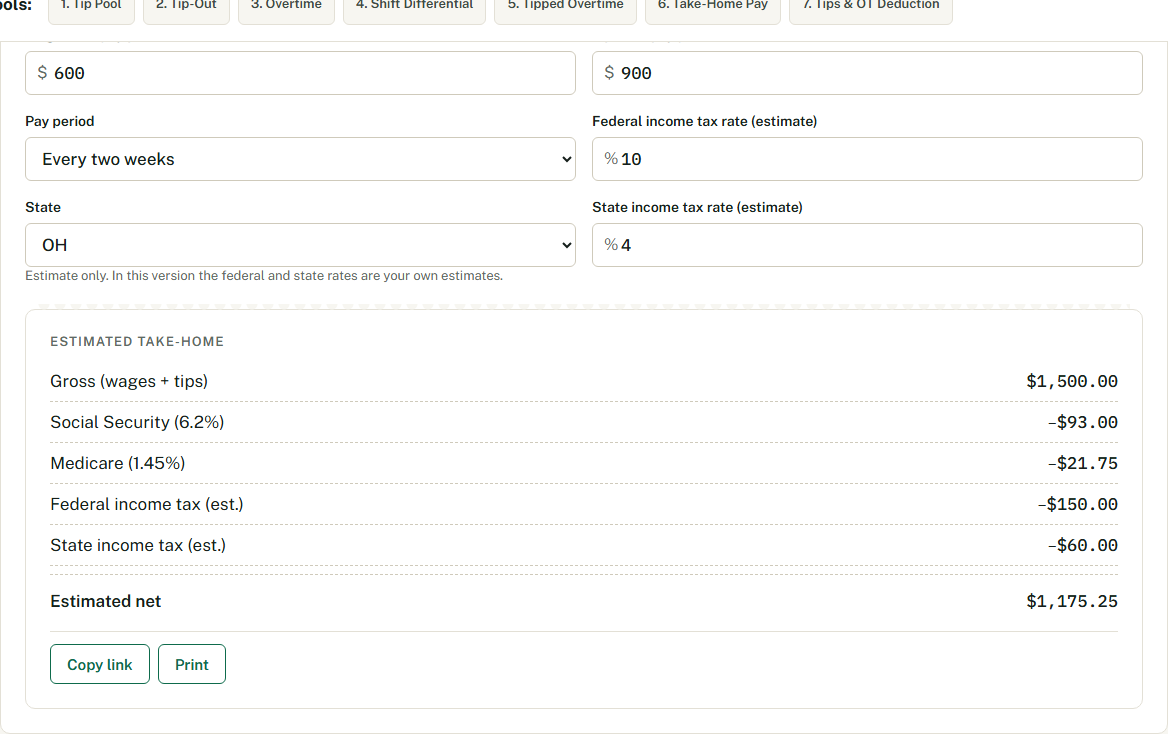 ools: 1. Tip Pool 2. Tip-Out 3. Overtime 4. Shift Differential 5. Tipped Overtime 6. Take-Home Pay 7. Tips & OT Deduction
$ 600 $ 900
Pay period Federal income tax rate (estimate)
Every two weeks % 10
State State income tax rate (estimate)
OH % 4
Estimate only. In this version the federal and state rates are your own estimates.
ESTIMATED TAKE-HOME
Gross (wages + tips) $1,500.00
Social Security (6.2%) −$93.00
Medicare (1.45%) −$21.75
Federal income tax (est.) −$150.00
State income tax (est.) −$60.00
Estimated net $1,175.25
Copy link Print